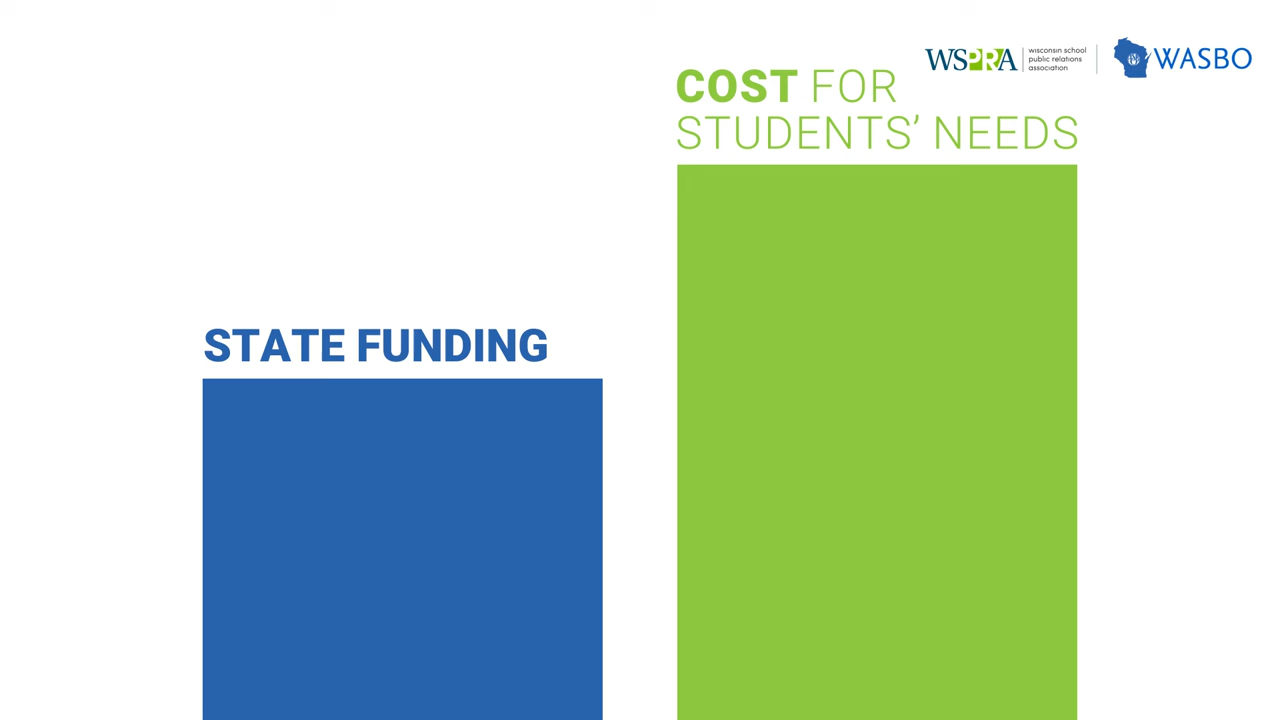 WSPRA
wisconsin school
public relations
association
WASBO
COST FOR
STUDENTS’ NEEDS
STATE FUNDING